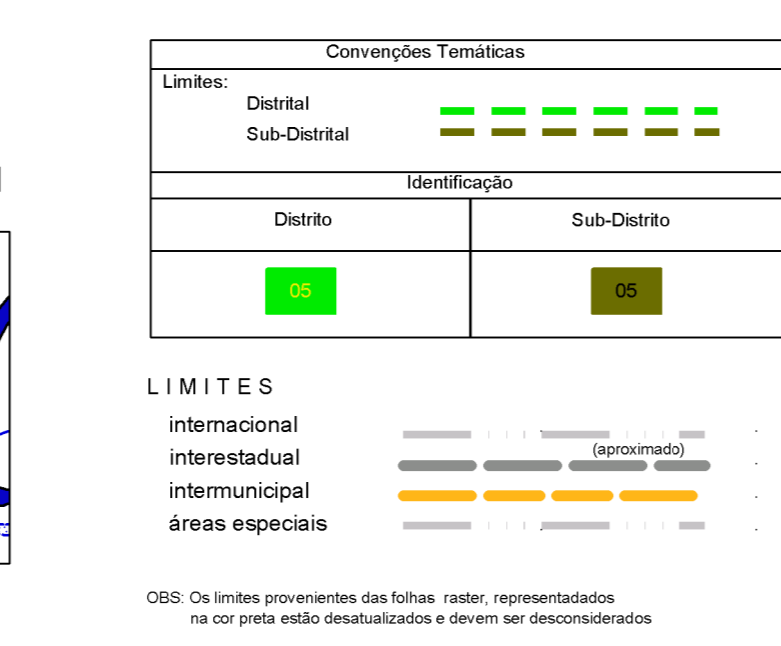 Convenções Temáticas
Limites:
Distrital
Sub-Distrital
Identificação
Distrito Sub-Distrito
05 05
LIMITES
internacional
(aproximado)
interestadual
intermunicipal
áreas especiais
OBS: Os limites provenientes das folhas raster, representadados
na cor preta estão desatualizados e devem ser desconsiderados